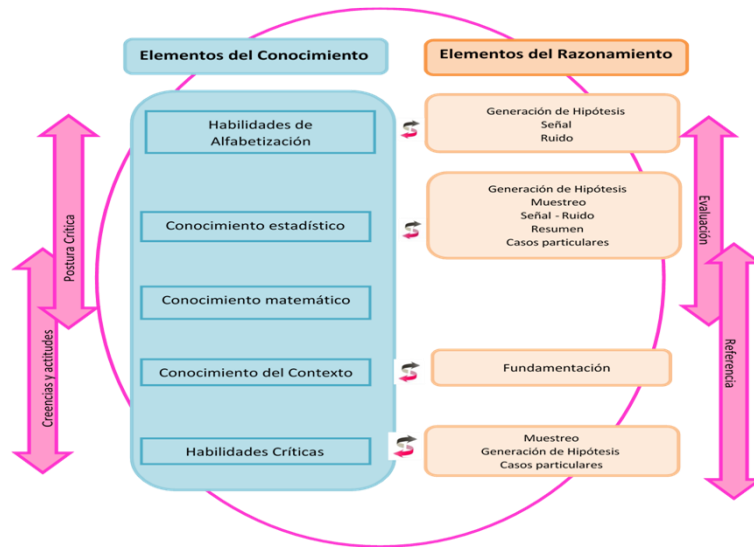 Elementos del Conocimiento
Elementos del Razonamiento
Habilidades de
Alfabetización
Generación de Hipótesis
Señal
Ruido
Conocimiento estadístico
Generación de Hipótesis
Muestreo
Señal - Ruido
Resumen
Casos particulares
Conocimiento matemático
Conocimiento del Contexto
Fundamentación
Habilidades Críticas
Muestreo
Generación de Hipótesis
Casos particulares
Postura Crítica
Creencias y actitudes
Evaluación
Referencia